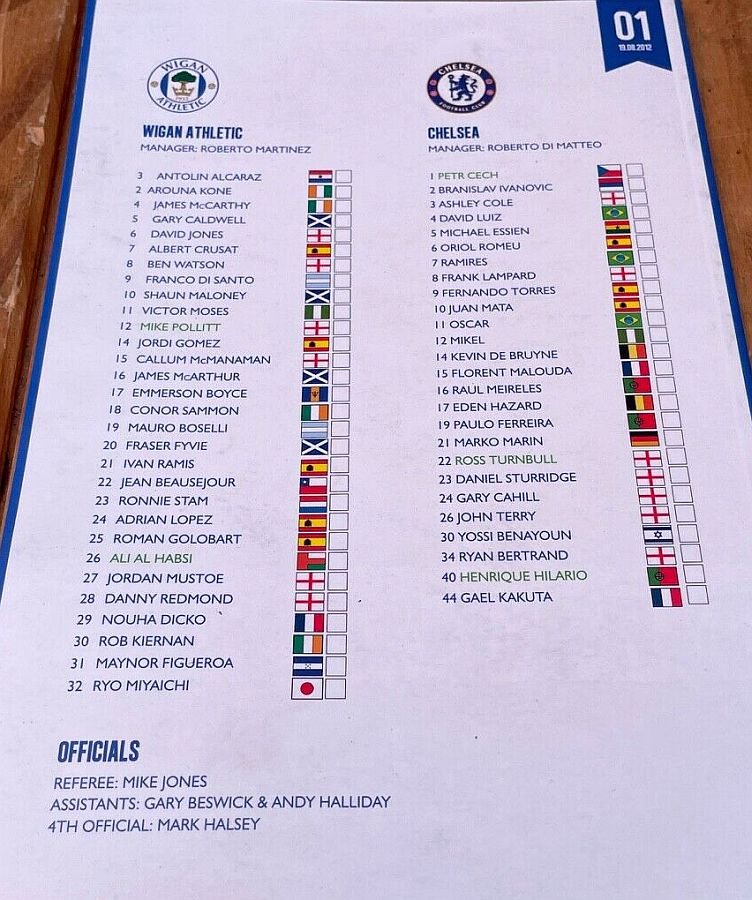 01
19.08.2012
WIGAN
1932
ATHLETIC
WIGAN ATHLETIC
MANAGER: ROBERTO MARTINEZ
3 ANTOLIN ALCARAZ
2 AROUNA KONE
4 JAMES McCARTHY
5 GARY CALDWELL
6 DAVID JONES
7 ALBERT CRUSAT
8 BEN WATSON
9 FRANCO DI SANTO
10 SHAUN MALONEY
11 VICTOR MOSES
12 MIKE POLLITT
14 JORDI GOMEZ
15 CALLUM McMANAMAN
16 JAMES McARTHUR
17 EMMERSON BOYCE
18 CONOR SAMMON
19 MAURO BOSELLI
20 FRASER FYVIE
21 IVAN RAMIS
22 JEAN BEAUSEJOUR
23 RONNIE STAM
24 ADRIAN LOPEZ
25 ROMAN GOLOBART
26 ALI AL HABSI
27 JORDAN MUSTOE
28 DANNY REDMOND
29 NOUHA DICKO
30 ROB KIERNAN
31 MAYNOR FIGUEROA
32 RYO MIYAICHI
CHELSEA
FOOTBALL CLUB
CHELSEA
MANAGER: ROBERTO DI MATTEO
1 PETR CECH
2 BRANISLAV IVANOVIC
3 ASHLEY COLE
4 DAVID LUIZ
5 MICHAEL ESSIEN
6 ORIOL ROMEU
7 RAMIRES
8 FRANK LAMPARD
9 FERNANDO TORRES
10 JUAN MATA
11 OSCAR
12 MIKEL
14 KEVIN DE BRUYNE
15 FLORENT MALOUDA
16 RAUL MEIRELES
17 EDEN HAZARD
19 PAULO FERREIRA
21 MARKO MARIN
22 ROSS TURNBULL
23 DANIEL STURRIDGE
24 GARY CAHILL
26 JOHN TERRY
30 YOSSI BENAYOUN
34 RYAN BERTRAND
40 HENRIQUE HILARIO
44 GAEL KAKUTA
OFFICIALS
REFEREE: MIKE JONES
ASSISTANTS: GARY BESWICK & ANDY HALLIDAY
4TH OFFICIAL: MARK HALSEY